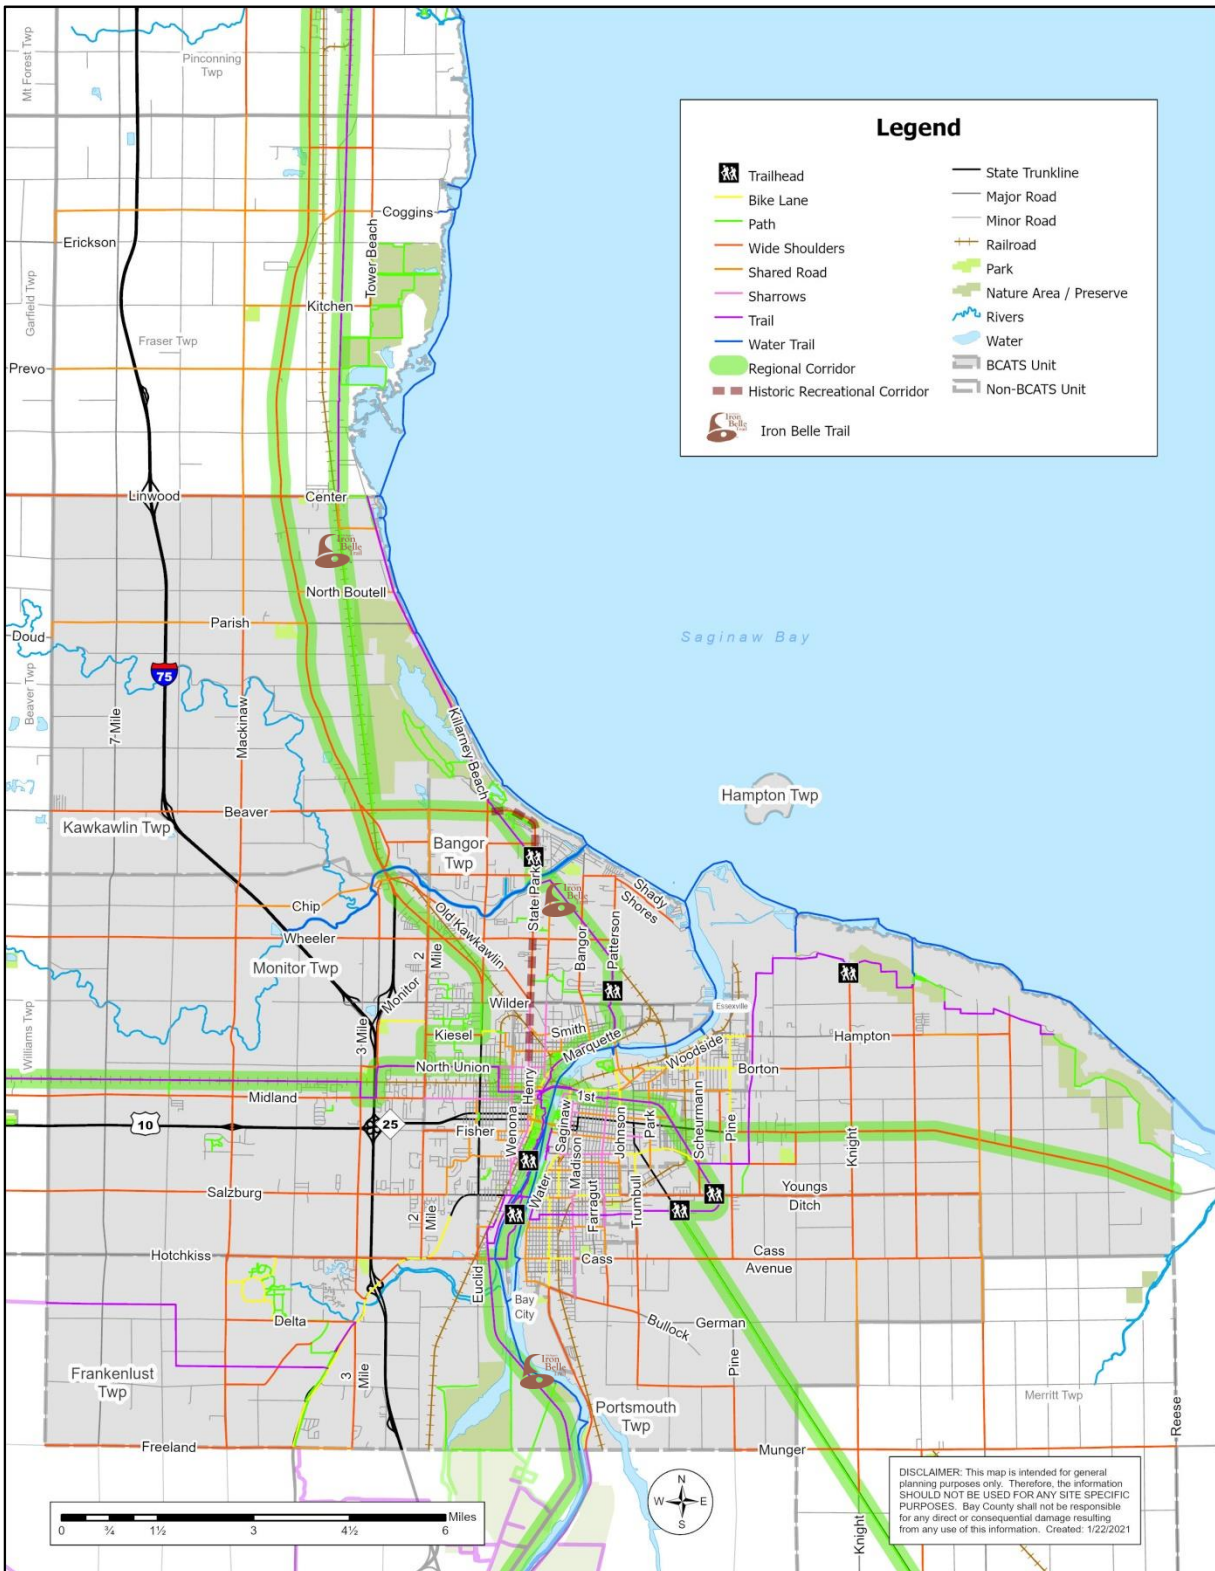 Mt Forest Twp
Pinconning
Twp
Legend
Trailhead
Bike Lane
Path
Wide Shoulders
Shared Road
Sharrows
Trail
Water Trail
Regional Corridor
Historic Recreational Corridor
Iron Belle Trail
State Trunkline
Major Road
Minor Road
Railroad
Park
Nature Area / Preserve
Rivers
Water
BCATS Unit
Non-BCATS Unit
Iron
Belle
Coggins
Erickson
Tower Beach
Garfield Twp
Kitchen
Fraser Twp
Prevo
Linwood
Center
Iron
Belle
North Boutell
Parish
Doud
Saginaw Bay
75
Beaver Twp
7-Mile
Mackinaw
Killarney Beach
Hampton Twp
Beaver
Kawkawlin Twp
Bangor
Twp
State Park
Iron
Belle
Shady
Shores
Chip
Old Kawkawlin
Bangor
Patterson
Wheeler
2
Mile
Monitor Twp
Monitor
Wilder
Essexville
Williams Twp
3-Mile
Kiesel
Smith
Marquette
Woodside
Hampton
North Union
Henry
Borton
Midland
1st
10
25
Fisher
Wenona
Saginaw
Madison
Johnson
Park
Scheurmann
Pine
Knight
Salzburg
2
Mile
Water
Farragut
Trumbull
Youngs
Ditch
Hotchkiss
Euclid
Cass
Cass
Avenue
Bay
City
Delta
Bullock
German
Pine
Frankenlust
Twp
3
Mile
Iron
Belle
Portsmouth
Twp
Merritt Twp
Reese
Freeland
Munger
Knight
N
W
E
S
Miles
0
¾
1½
3
4½
6
DISCLAIMER: This map is intended for general
planning purposes only. Therefore, the information
SHOULD NOT BE USED FOR ANY SITE SPECIFIC
PURPOSES. Bay County shall not be responsible
for any direct or consequential damage resulting
from any use of this information. Created: 1/22/2021